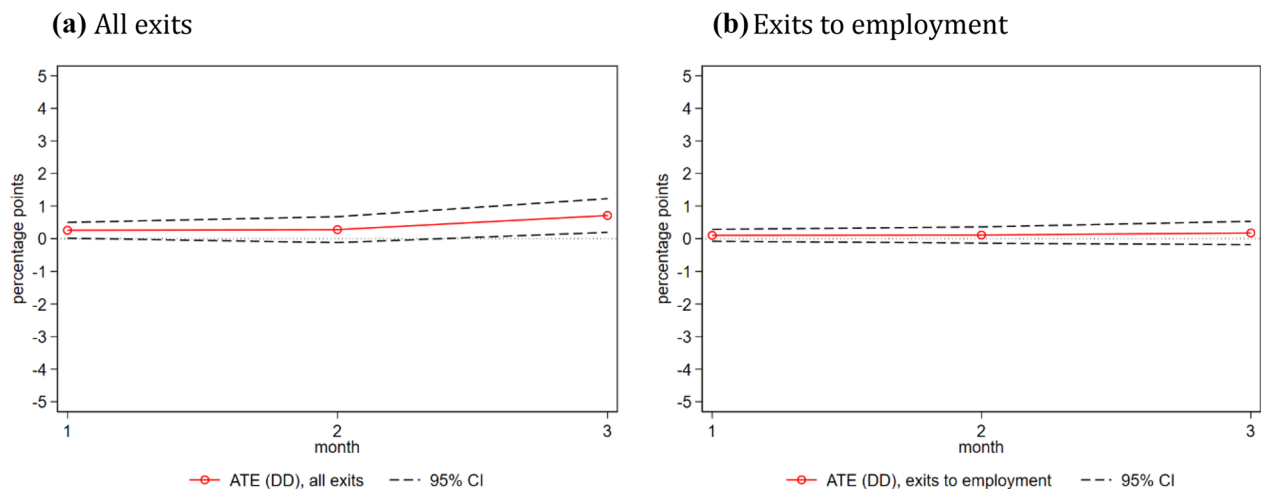 (a) All exits
percentage points
5
4
3
2
1
0
-1
-2
-3
-4
-5
1 2 3
month
ATE (DD), all exits 95% CI
(b) Exits to employment
percentage points
5
4
3
2
1
0
-1
-2
-3
-4
-5
1 2 3
month
ATE (DD), exits to employment 95% CI